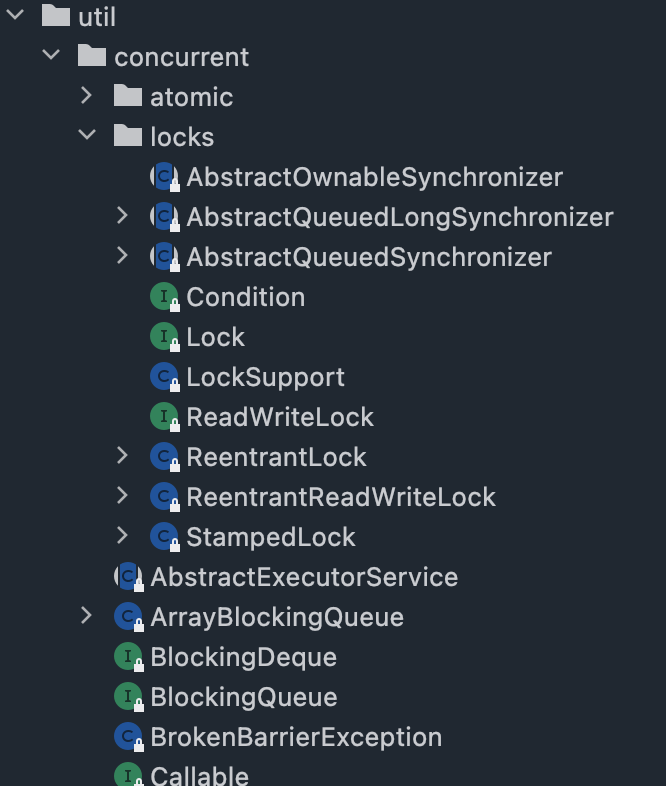 util
concurrent
atomic
locks
C AbstractOwnableSynchronizer
C AbstractQueuedLongSynchronizer
C AbstractQueuedSynchronizer
I Condition
I Lock
C LockSupport
I ReadWriteLock
C ReentrantLock
C ReentrantReadWriteLock
C StampedLock
C AbstractExecutorService
C ArrayBlockingQueue
I BlockingDeque
I BlockingQueue
C BrokenBarrierException
I Callable